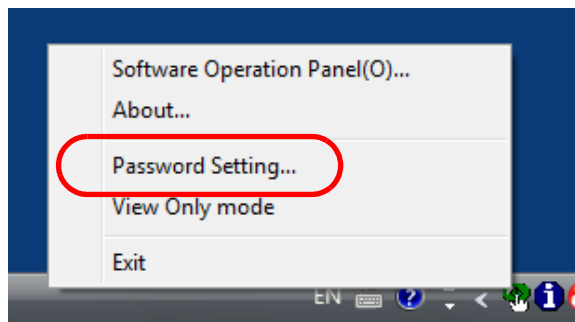 Software Operation Panel(O)...
About...
Password Setting...
View Only mode
Exit
EN